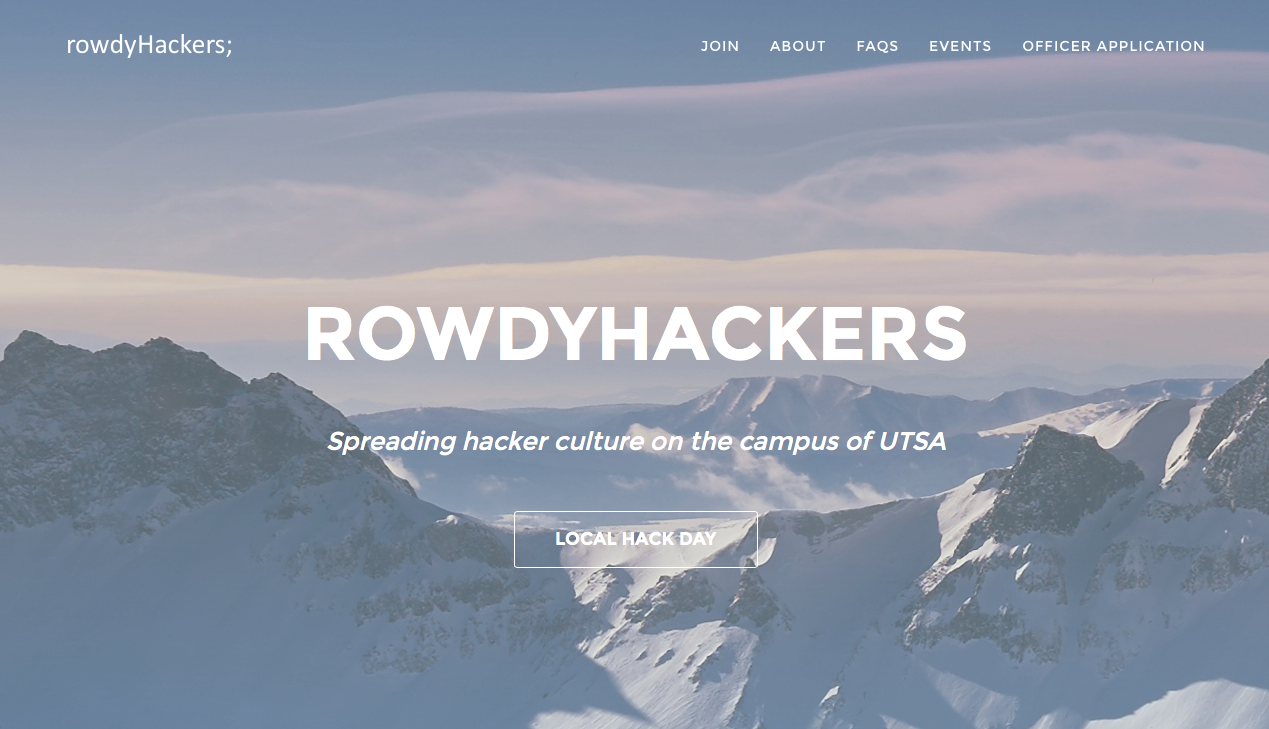 rowdyHackers;
JOIN ABOUT FAQS EVENTS OFFICER APPLICATION
ROWDYHACKERS
Spreading hacker culture on the campus of UTSA
LOCAL HACK DAY